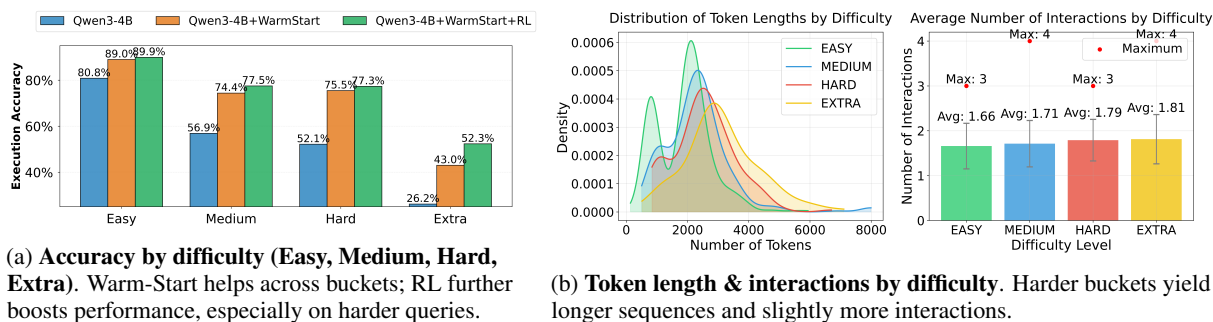 Qwen3-4B Qwen3-4B+WarmStart Qwen3-4B+WarmStart+RL
Execution Accuracy
80%
60%
40%
80.8% 89.0% 89.9%
56.9% 74.4% 77.5%
52.1% 75.5% 77.3%
26.2% 43.0% 52.3%
Easy Medium Hard Extra
(a) Accuracy by difficulty (Easy, Medium, Hard,
Extra). Warm-Start helps across buckets; RL further
boosts performance, especially on harder queries.
Distribution of Token Lengths by Difficulty
Density
0.0006
0.0005
0.0004
0.0003
0.0002
0.0001
0.0000
EASY
MEDIUM
HARD
EXTRA
0 2000 4000 6000 8000
Number of Tokens
Average Number of Interactions by Difficulty
Number of Interactions
4
3
2
1
0
Max: 3 Max: 4 Max: 3 Max: 4
Maximum
Avg: 1.66 Avg: 1.71 Avg: 1.79 Avg: 1.81
EASY MEDIUM HARD EXTRA
Difficulty Level
(b) Token length & interactions by difficulty. Harder buckets yield
longer sequences and slightly more interactions.